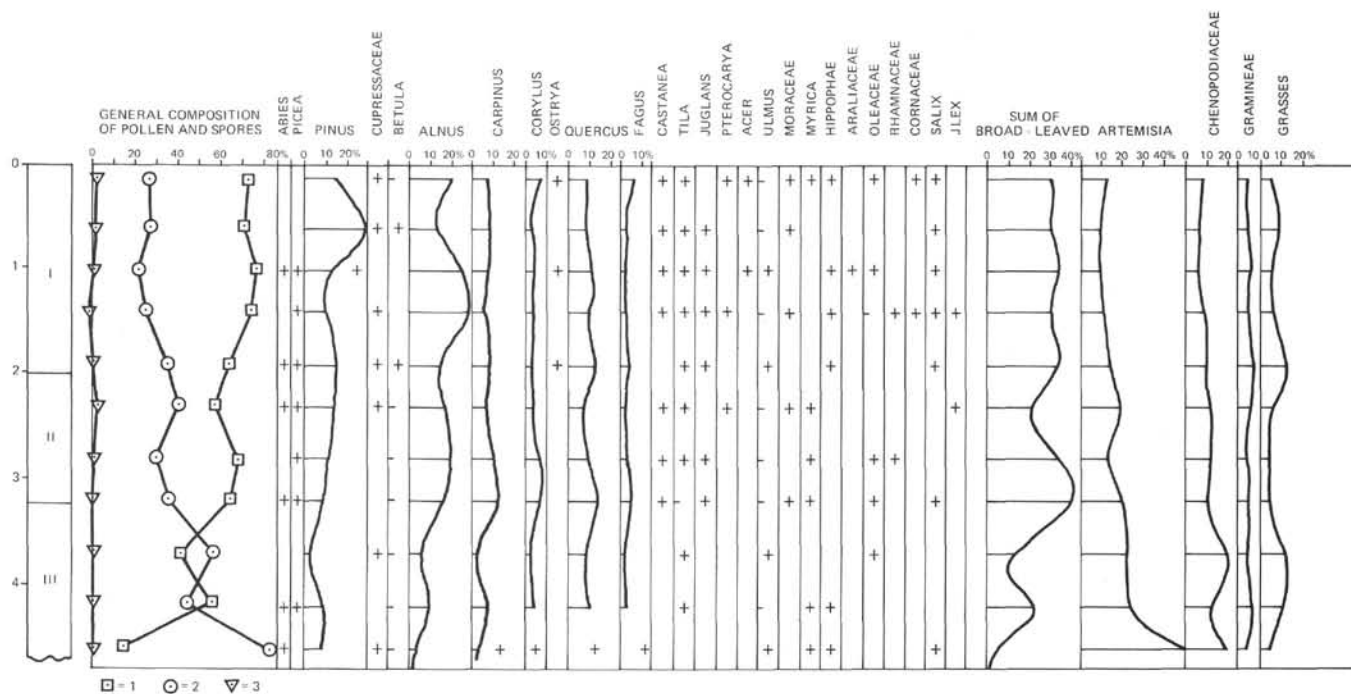 GENERAL COMPOSITION
OF POLLEN AND SPORES
ABIES
PICEA
PINUS
CUPRESSACEAE
BETULA
ALNUS
CARPINUS
CORYLUS
OSTRYA
QUERCUS
FAGUS
CASTANEA
TILA
JUGLANS
PTEROCARYA
ACER
ULMUS
MORACEAE
MYRICA
HIPPOPHAE
ARALIACEAE
OLEACEAE
RHAMNACEAE
CORNACEAE
SALIX
JLEX
SUM OF
BROAD - LEAVED ARTEMISIA
CHENOPODIACEAE
GRAMINEAE
GRASSES
0 20 40 60 80%
10 20%
0 10 20%
0 10
0 10%
0 10
0 10%
0 10 20 30 40%
10 20 30 40%
0 10 20
0 10
0 20%
0
1
2
3
4
I
II
III
= 1 = 2 = 3